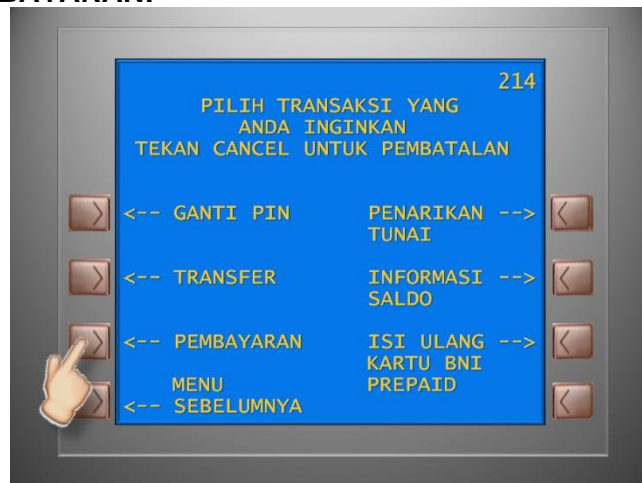 214
PILIH TRANSAKSI YANG
ANDA INGINKAN
TEKAN CANCEL UNTUK PEMBATALAN
<-- GANTI PIN
PENARIKAN -->
TUNAI
<-- TRANSFER
INFORMASI -->
SALDO
<-- PEMBAYARAN
ISI ULANG -->
KARTU BNI
PREPAID
MENU
<-- SEBELUMNYA